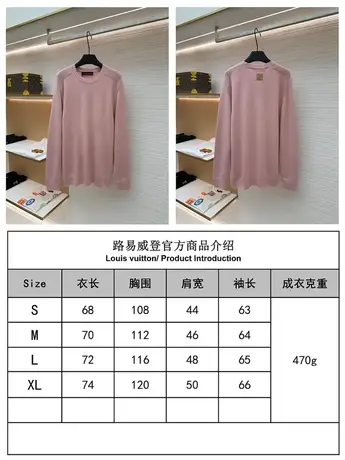 路易威登官方商品介绍
Louis vuitton/ Product Introduction
Size 衣长 胸围 肩宽 袖长 成衣克重
S 68 108 44 63
M 70 112 46 64
L 72 116 48 65 470g
XL 74 120 50 66